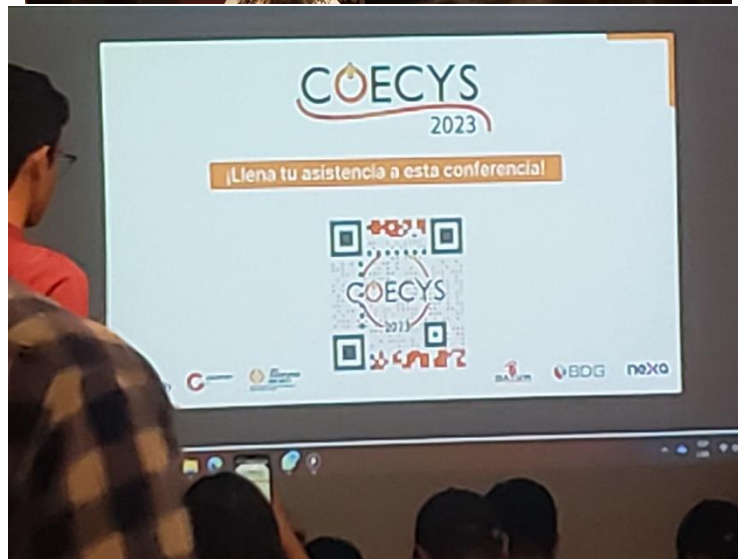 COECYS
2023
¡Llena tu asistencia a esta conferencia!
COECYS
2023
BDG
nexa